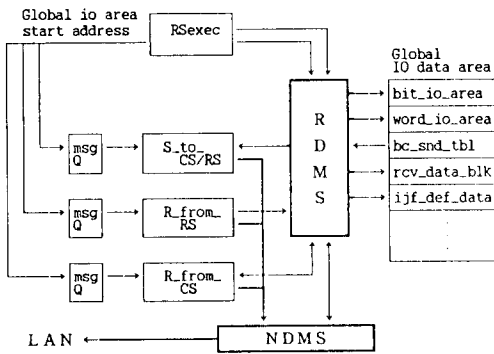 Global io area
start address
RSexec
Global
IO data area
bit_io_area
word_io_area
bc_snd_tbl
rcv_data_blk
ijf_def_data
R
D
M
S
msg
Q
S_to_
CS/RS
msg
Q
R_from_
RS
msg
Q
R_from_
CS
LAN
NDMS